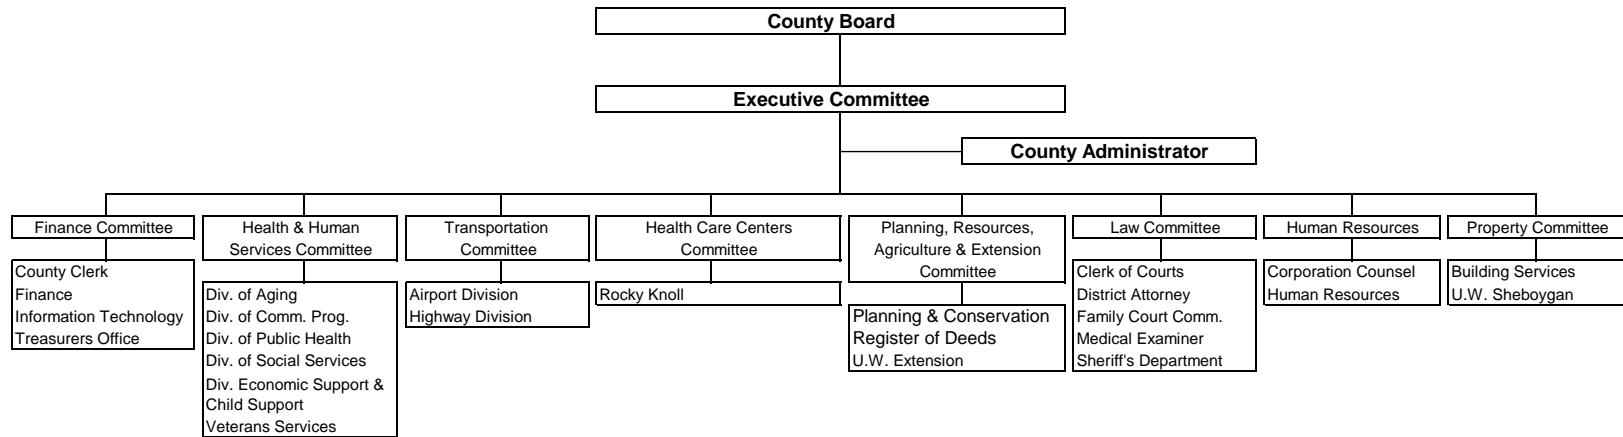 County Board
Executive Committee
County Administrator
Finance Committee
County Clerk
Finance
Information Technology
Treasurers Office
Health & Human
Services Committee
Div. of Aging
Div. of Comm. Prog.
Div. of Public Health
Div. of Social Services
Div. Economic Support &
Child Support
Veterans Services
Transportation
Committee
Airport Division
Highway Division
Health Care Centers
Committee
Rocky Knoll
Planning, Resources,
Agriculture & Extension
Committee
Planning & Conservation
Register of Deeds
U.W. Extension
Law Committee
Clerk of Courts
District Attorney
Family Court Comm.
Medical Examiner
Sheriff's Department
Human Resources
Corporation Counsel
Human Resources
Property Committee
Building Services
U.W. Sheboygan